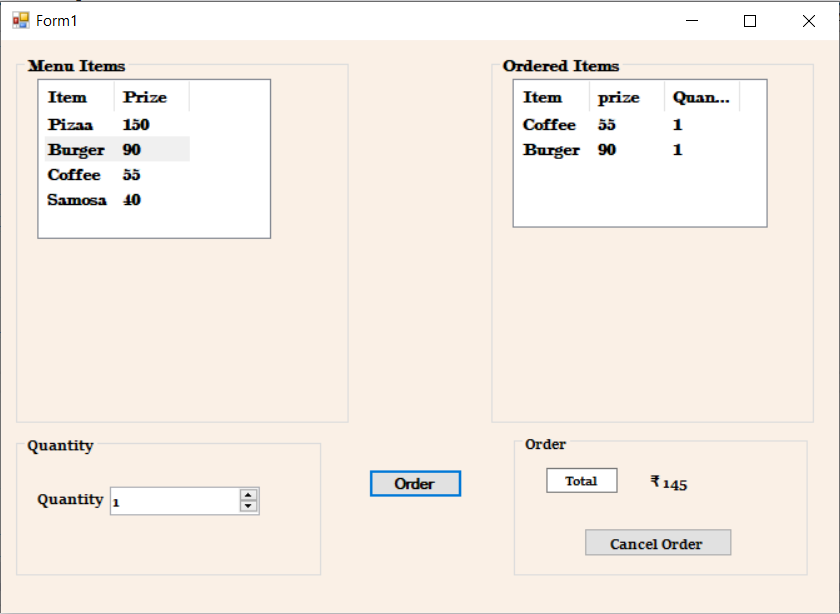 Form1
Menu Items
Item Prize
Pizaa 150
Burger 90
Coffee 55
Samosa 40
Ordered Items
Item prize Quan...
Coffee 55 1
Burger 90 1
Quantity
Quantity 1
Order
Order
Total ₹ 145
Cancel Order